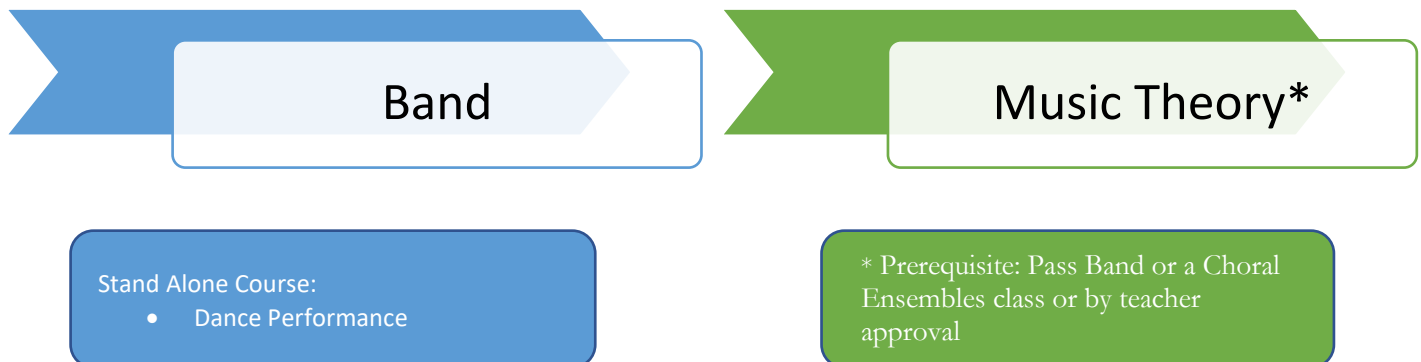 Band
Music Theory*
Stand Alone Course:
• Dance Performance
* Prerequisite: Pass Band or a Choral
Ensembles class or by teacher
approval